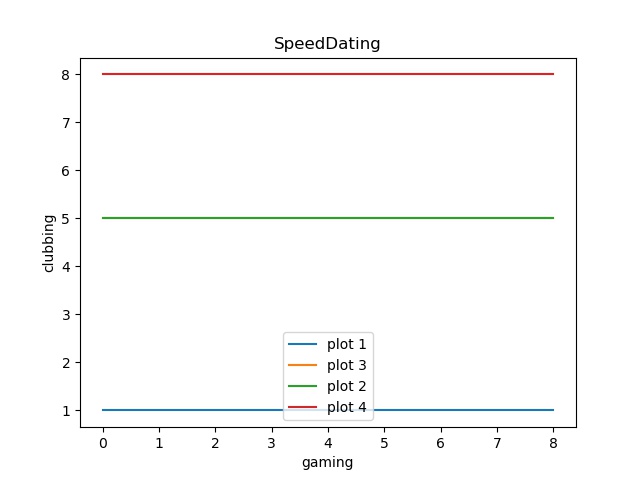 SpeedDating
8
7
6
5
4
3
2
1
clubbing
plot 1
plot 3
plot 2
plot 4
0 1 2 3 4 5 6 7 8
gaming